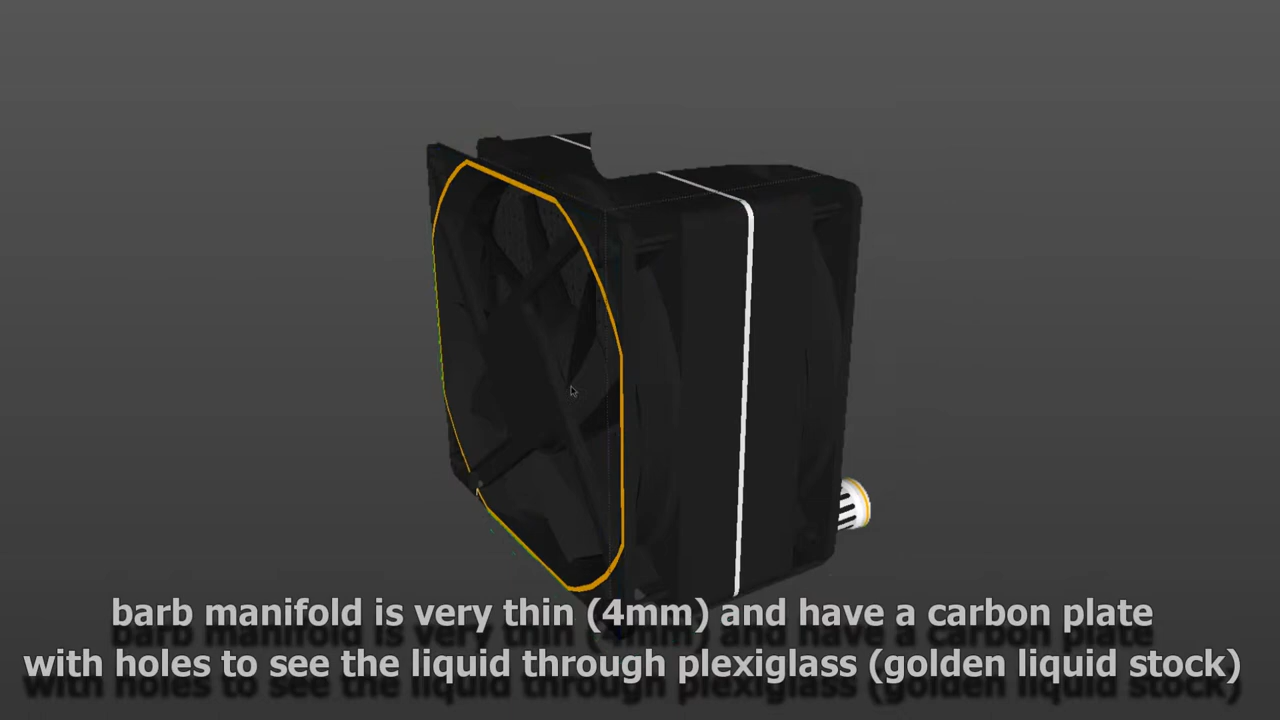 barb manifold is very thin (4mm) and have a carbon plate
with holes to see the liquid through plexiglass (golden liquid stock)